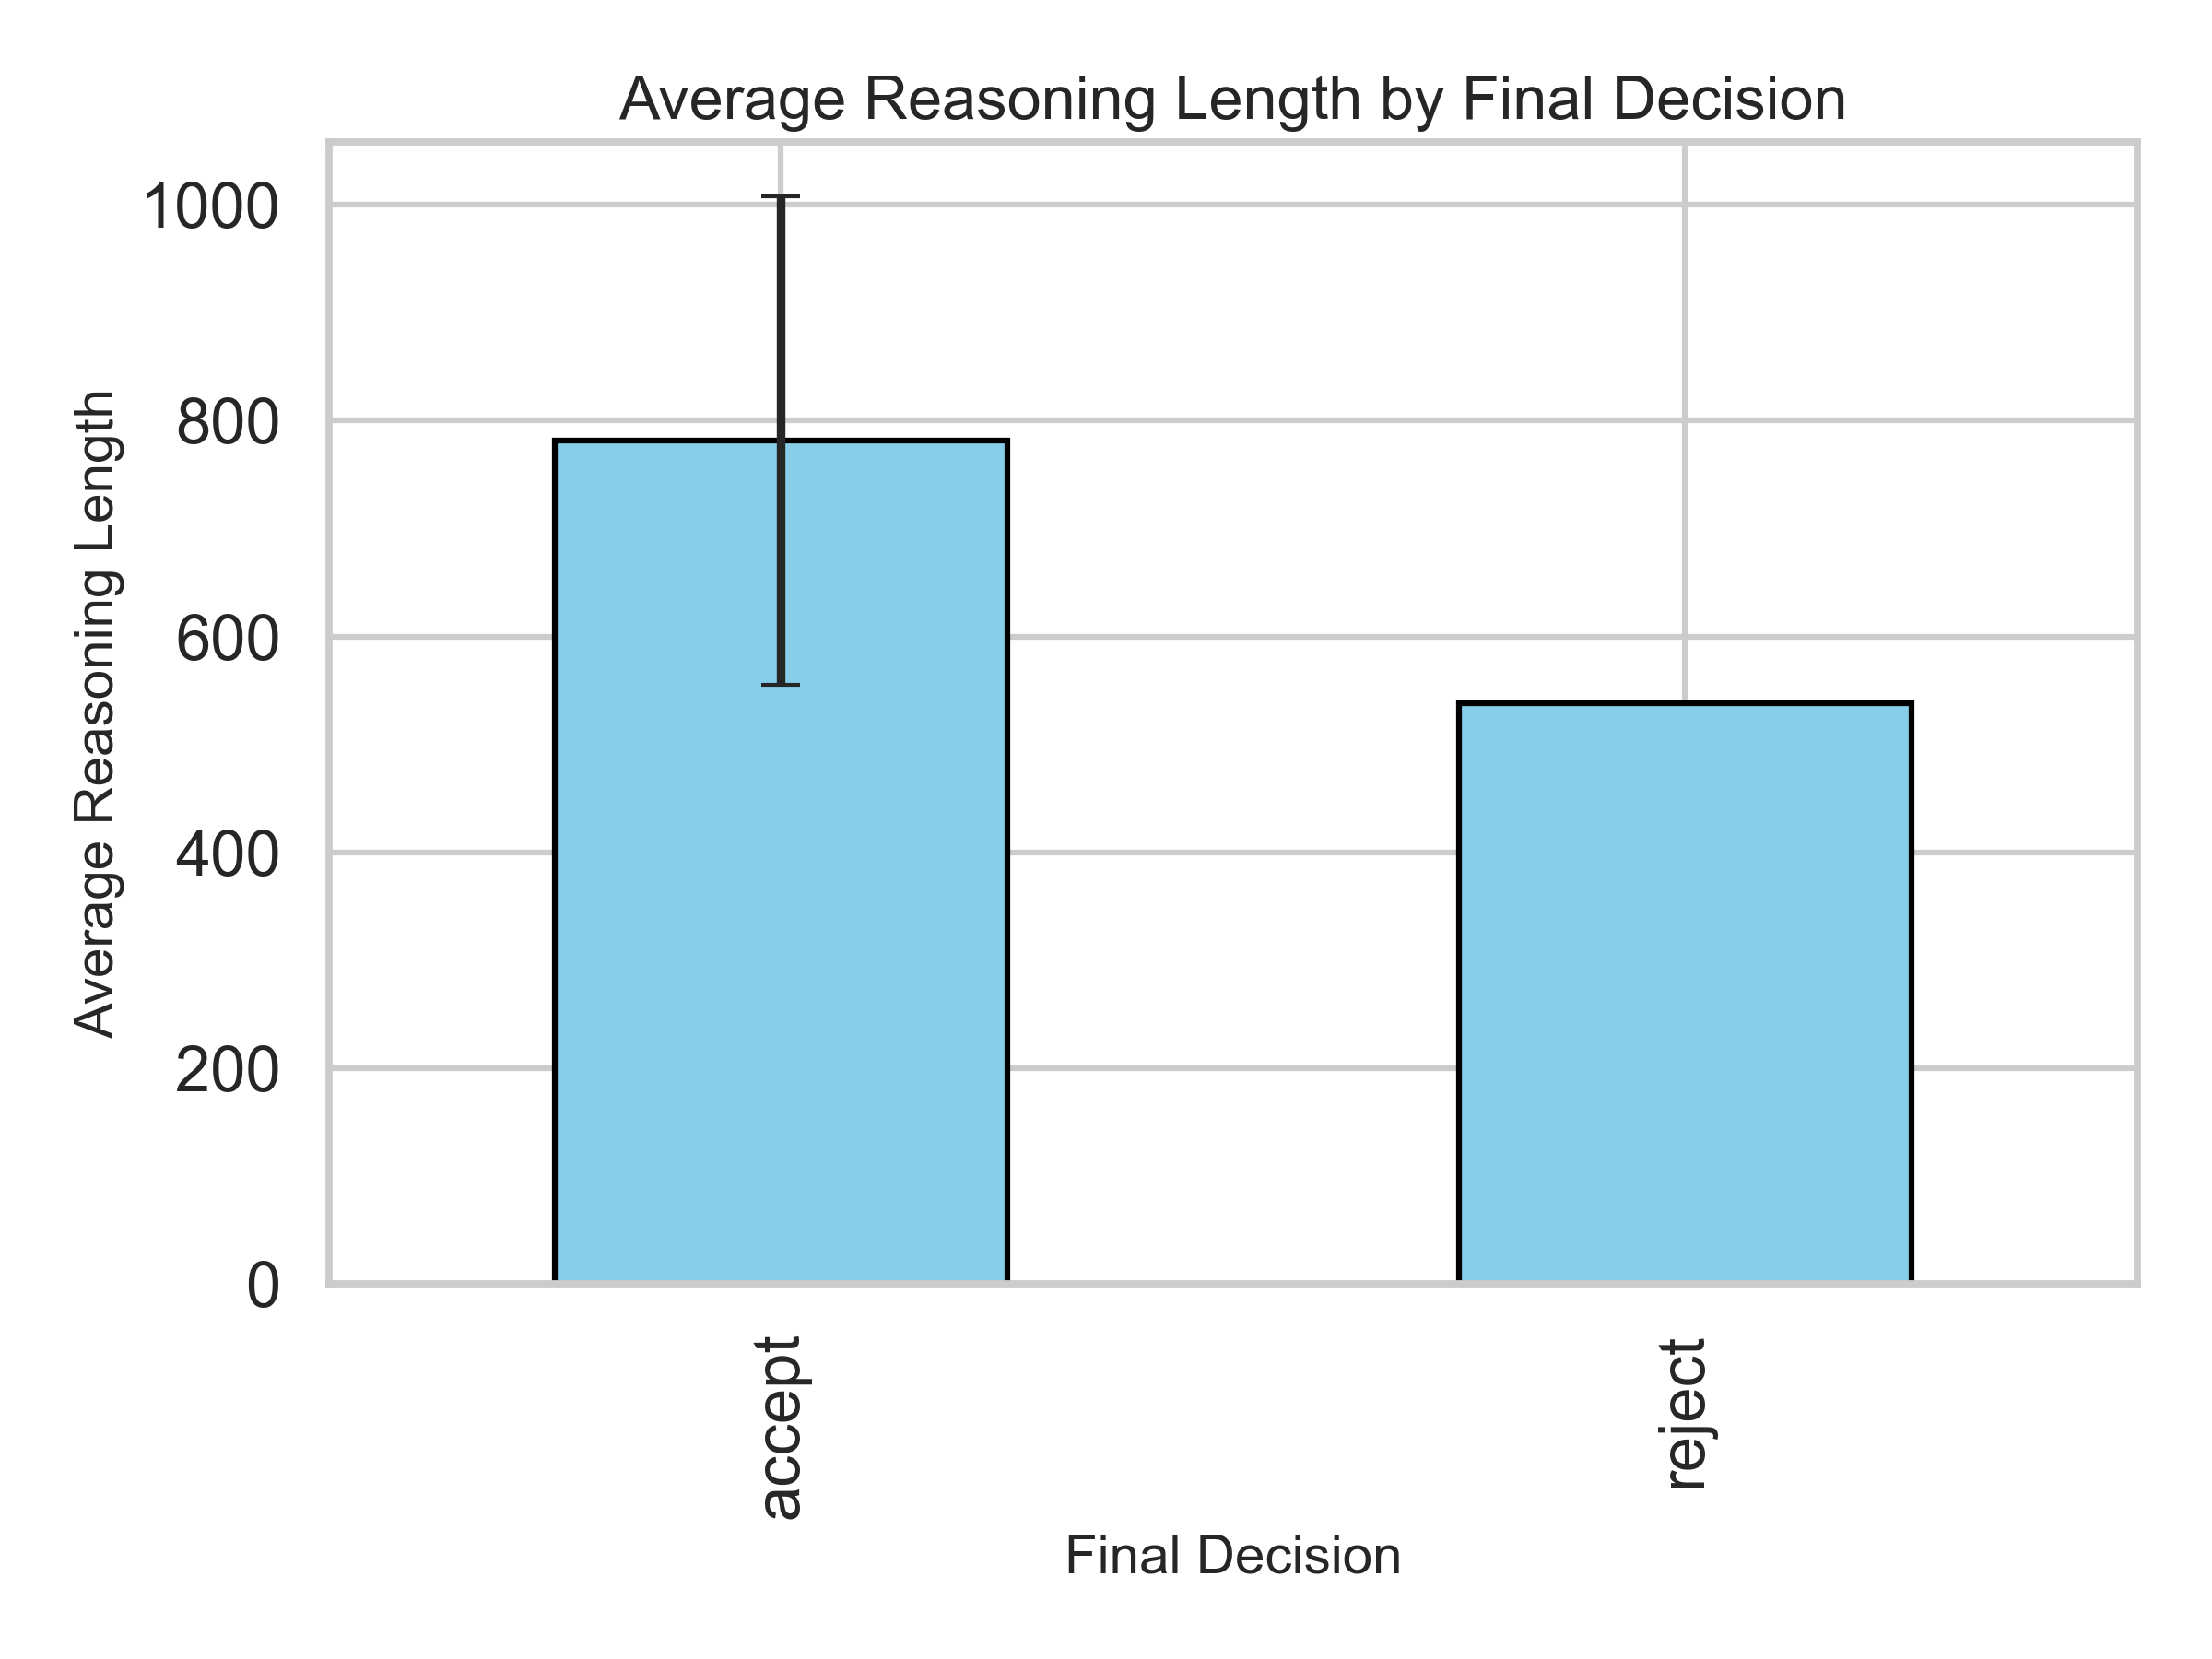 Average Reasoning Length by Final Decision
Average Reasoning Length
1000
800
600
400
200
0
accept
reject
Final Decision